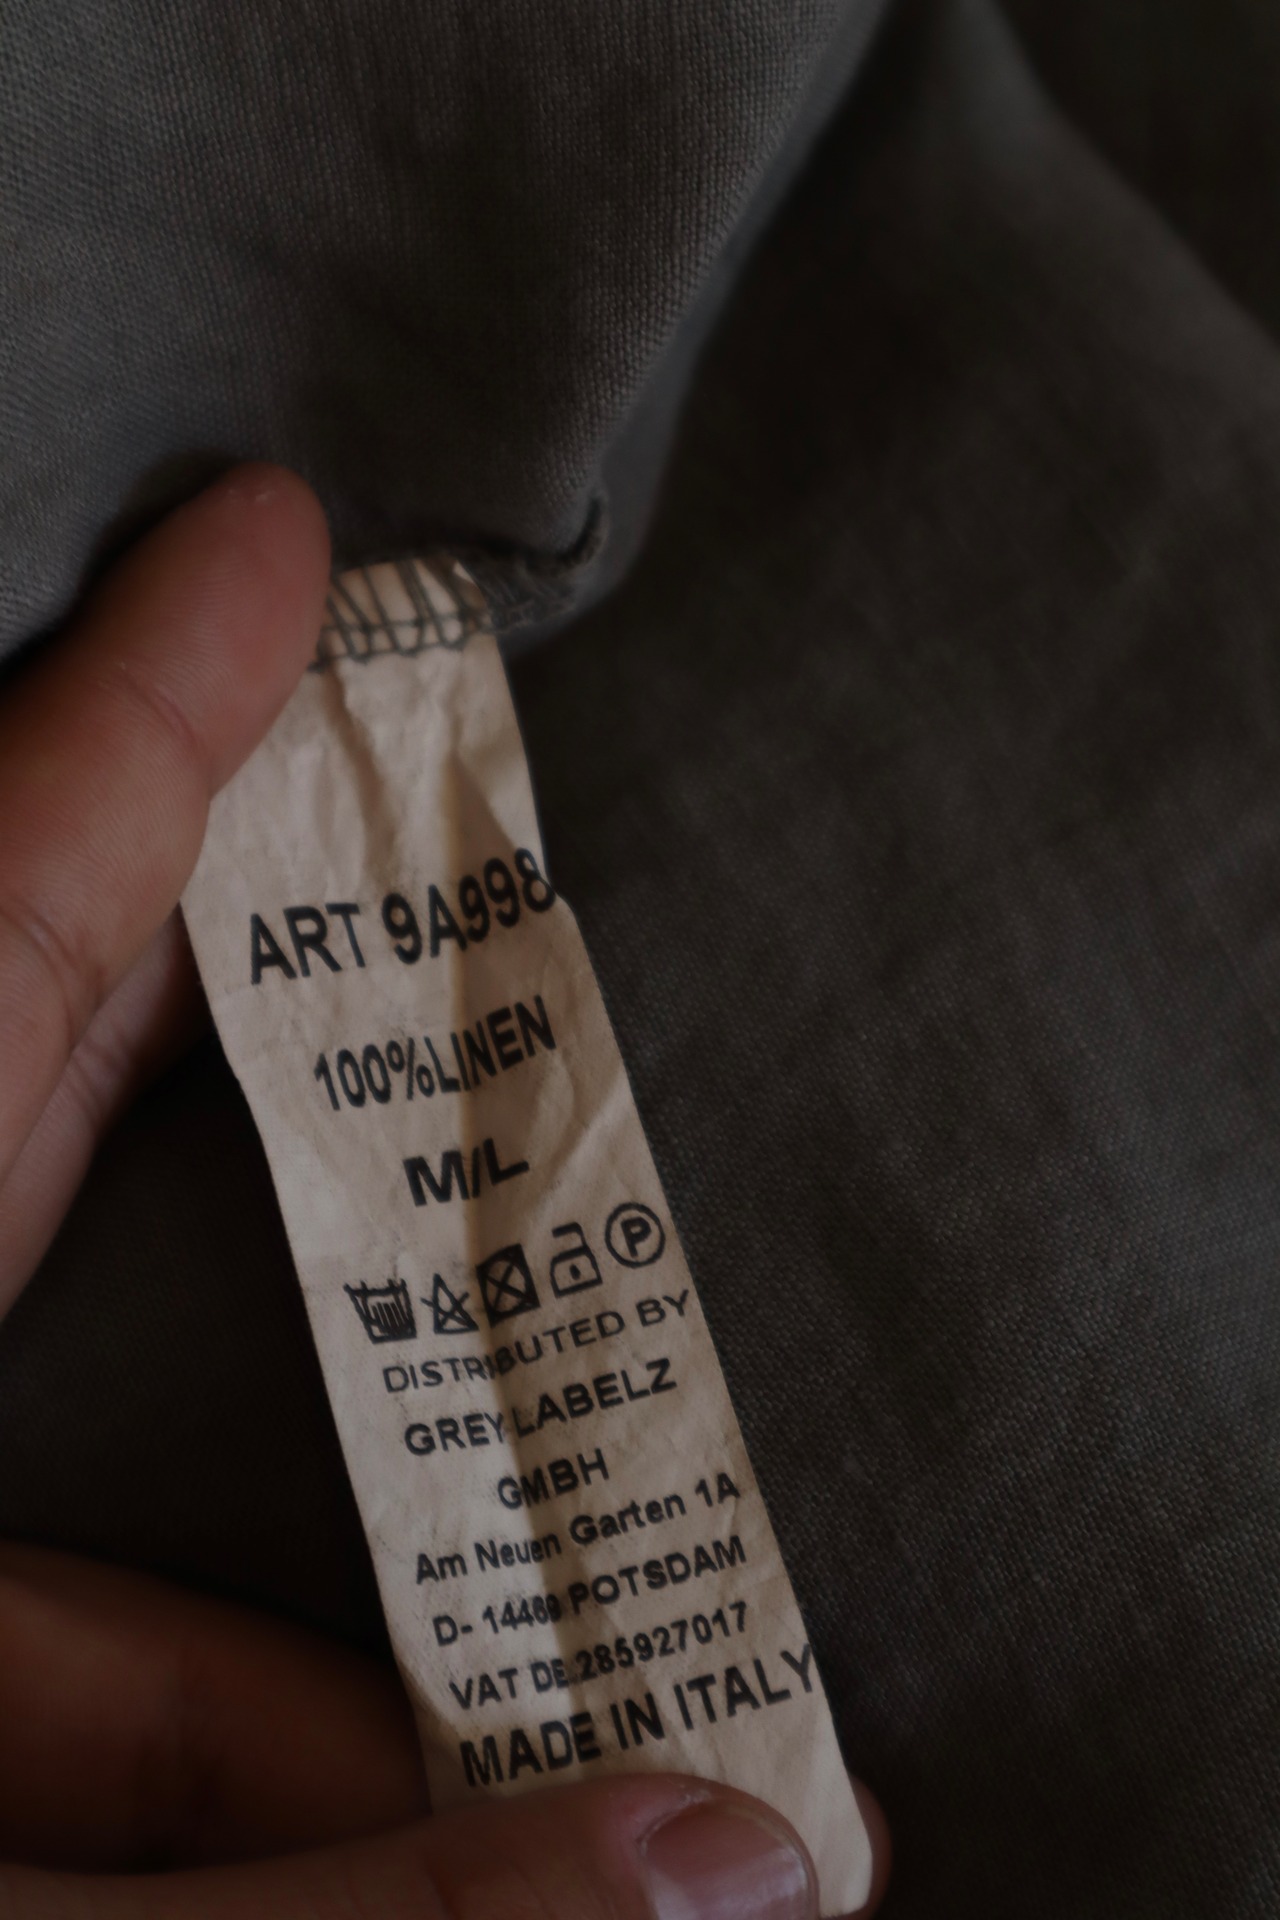 ART 9A998
100%LINEN
M/L
P
DISTRIBUTED BY
GREY LABELZ
GMBH
Am Neuen Garten 1A
D- 14469 POTSDAM
VAT DE 285927017
MADE IN ITALY